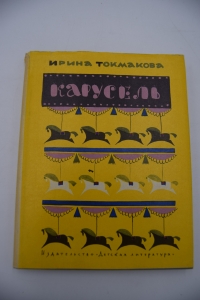 ИРИНА ТОКМАКОВА
КАРУСЕЛЬ
Издательство «Детская литература»